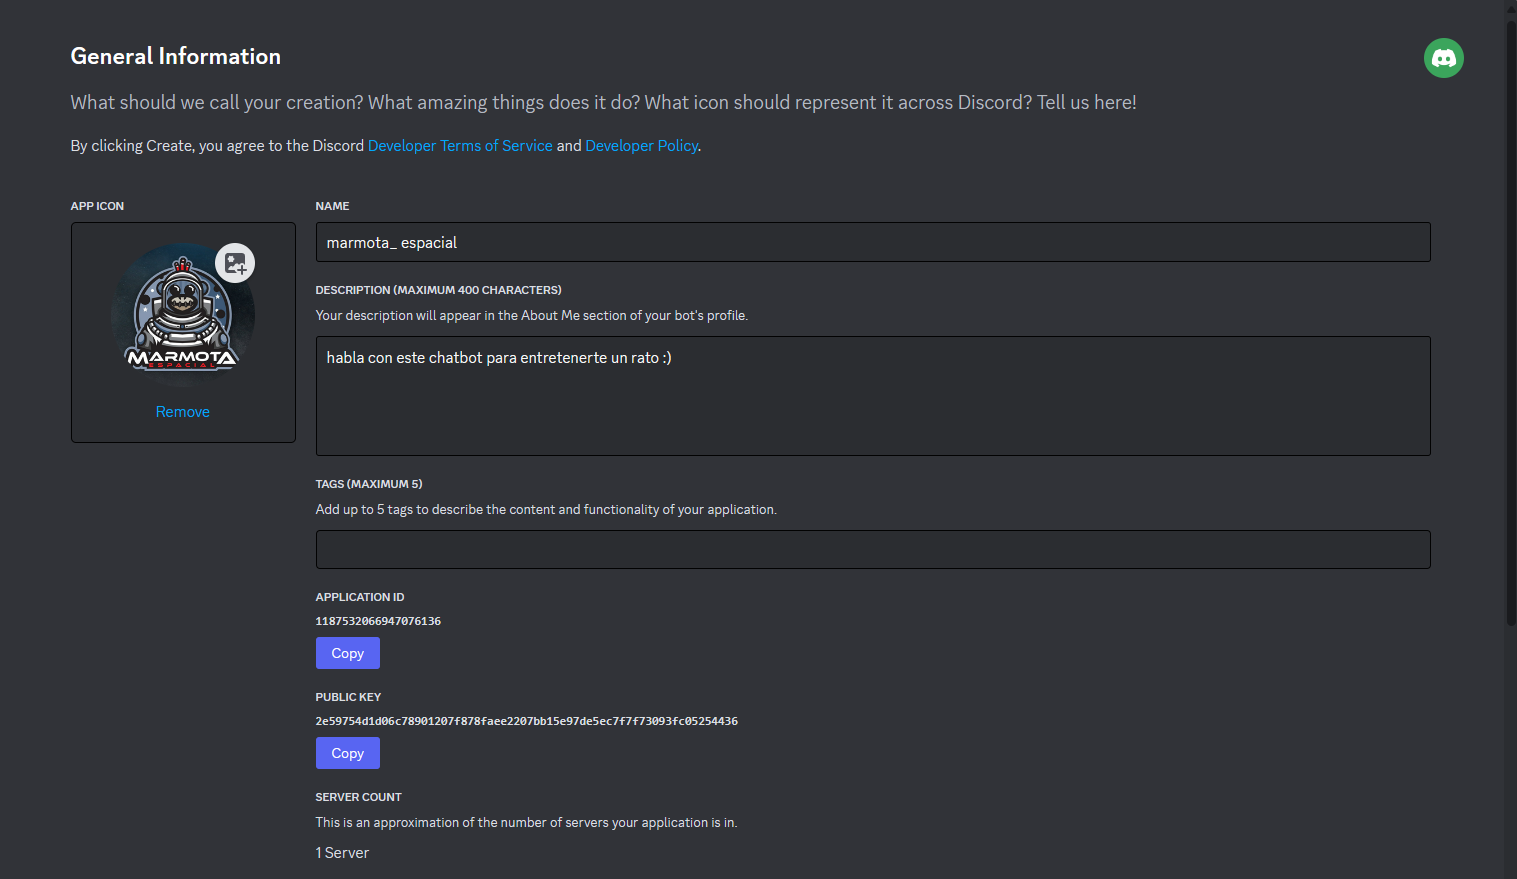 General Information
What should we call your creation? What amazing things does it do? What icon should represent it across Discord? Tell us here!
By clicking Create, you agree to the Discord Developer Terms of Service and Developer Policy.
APP ICON
MARMOTA
ESPACIAL
Remove
NAME
marmota_ espacial
DESCRIPTION (MAXIMUM 400 CHARACTERS)
Your description will appear in the About Me section of your bot's profile.
habla con este chatbot para entretenerte un rato :)
TAGS (MAXIMUM 5)
Add up to 5 tags to describe the content and functionality of your application.
APPLICATION ID
1187532066947076136
Copy
PUBLIC KEY
2e59754d1d06c78901207f878faee2207bb15e97de5ec7f7f73093fc05254436
Copy
SERVER COUNT
This is an approximation of the number of servers your application is in.
1 Server